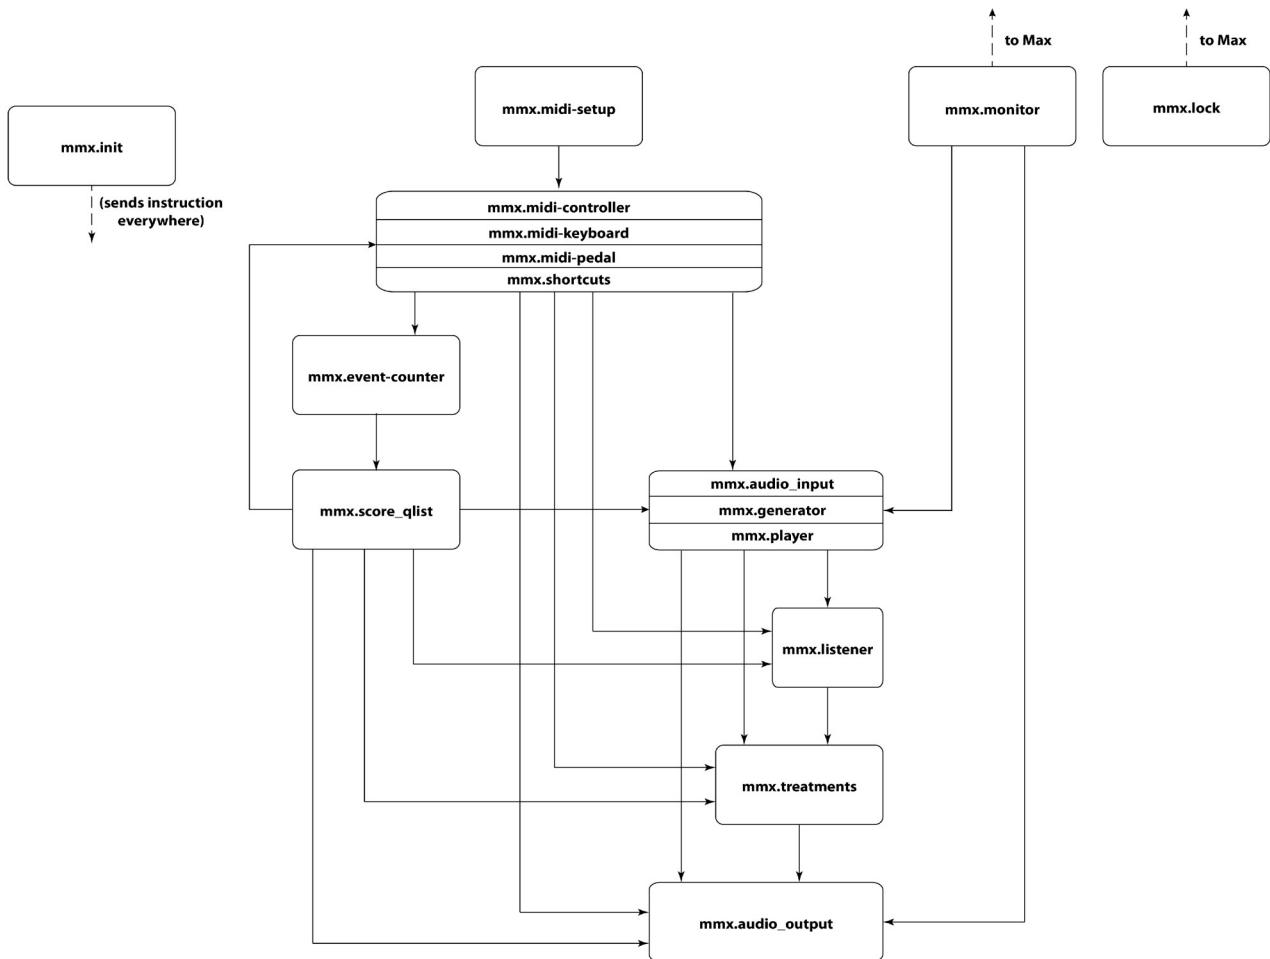 to Max
to Max
mmx.midi-setup
mmx.monitor
mmx.lock
mmx.init
(sends instruction
everywhere)
mmx.midi-controller
mmx.midi-keyboard
mmx.midi-pedal
mmx.shortcuts
mmx.event-counter
mmx.score_qlist
mmx.audio_input
mmx.generator
mmx.player
mmx.listener
mmx.treatments
mmx.audio_output